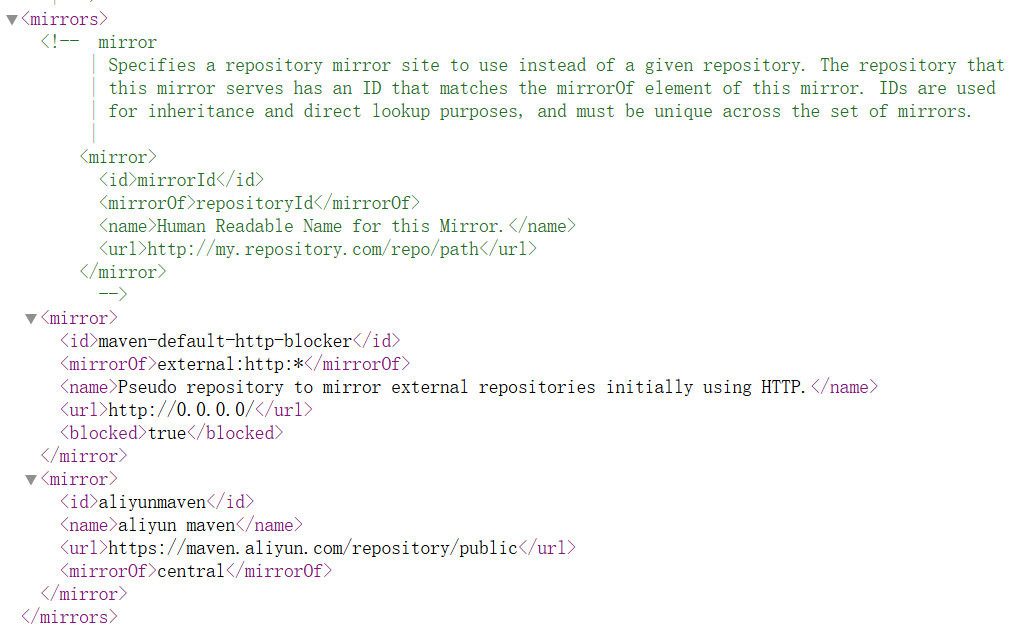 <mirrors>
<!-- mirror
| Specifies a repository mirror site to use instead of a given repository. The repository that
| this mirror serves has an ID that matches the mirrorOf element of this mirror. IDs are used
| for inheritance and direct lookup purposes, and must be unique across the set of mirrors.
|
<mirror>
<id>mirrorId</id>
<mirrorOf>repositoryId</mirrorOf>
<name>Human Readable Name for this Mirror.</name>
<url>http://my.repository.com/repo/path</url>
</mirror>
-->
<mirror>
<id>maven-default-http-blocker</id>
<mirrorOf>external:http:*</mirrorOf>
<name>Pseudo repository to mirror external repositories initially using HTTP.</name>
<url>http://0.0.0.0/</url>
<blocked>true</blocked>
</mirror>
<mirror>
<id>aliyunmaven</id>
<name>aliyun maven</name>
<url>https://maven.aliyun.com/repository/public</url>
<mirrorOf>central</mirrorOf>
</mirror>
</mirrors>